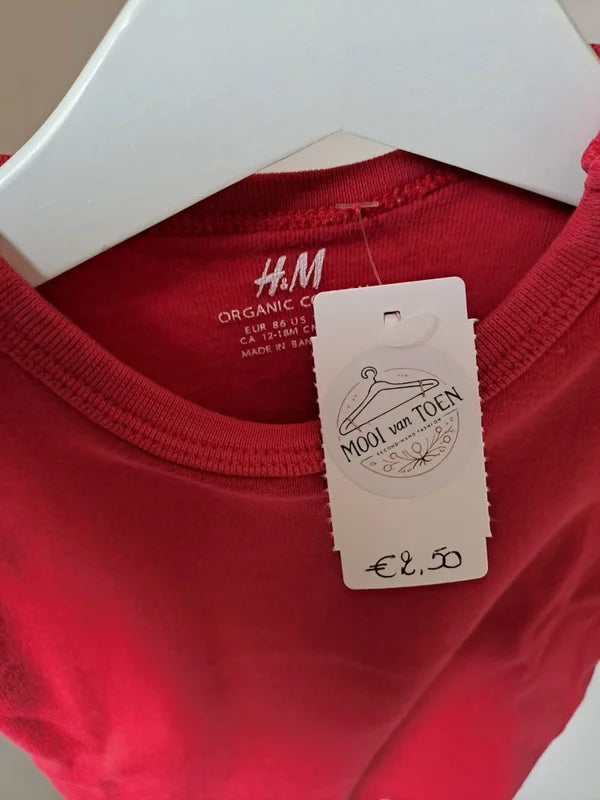 H&M
ORGANIC CO
EUR 86 US
CA 12-18M CN
MADE IN BAN
MOOI van TOEN
SECOND-HAND FASHION
€2,50